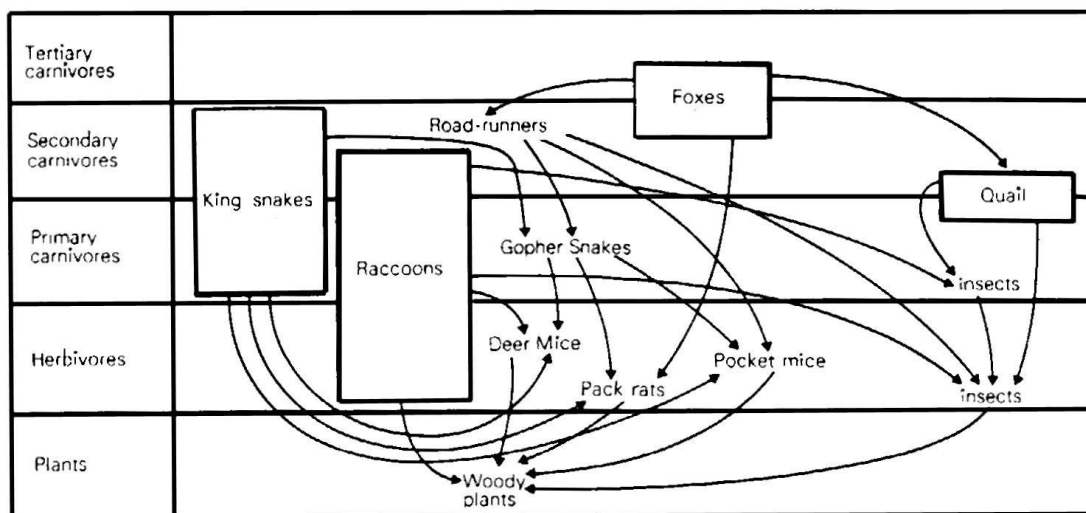 Tertiary
carnivores
Foxes
Secondary
carnivores
Road-runners
King snakes
Quail
Primary
carnivores
Gopher Snakes
Raccoons
insects
Herbivores
Deer Mice
Pocket mice
Pack rats
insects
Plants
Woody
plants